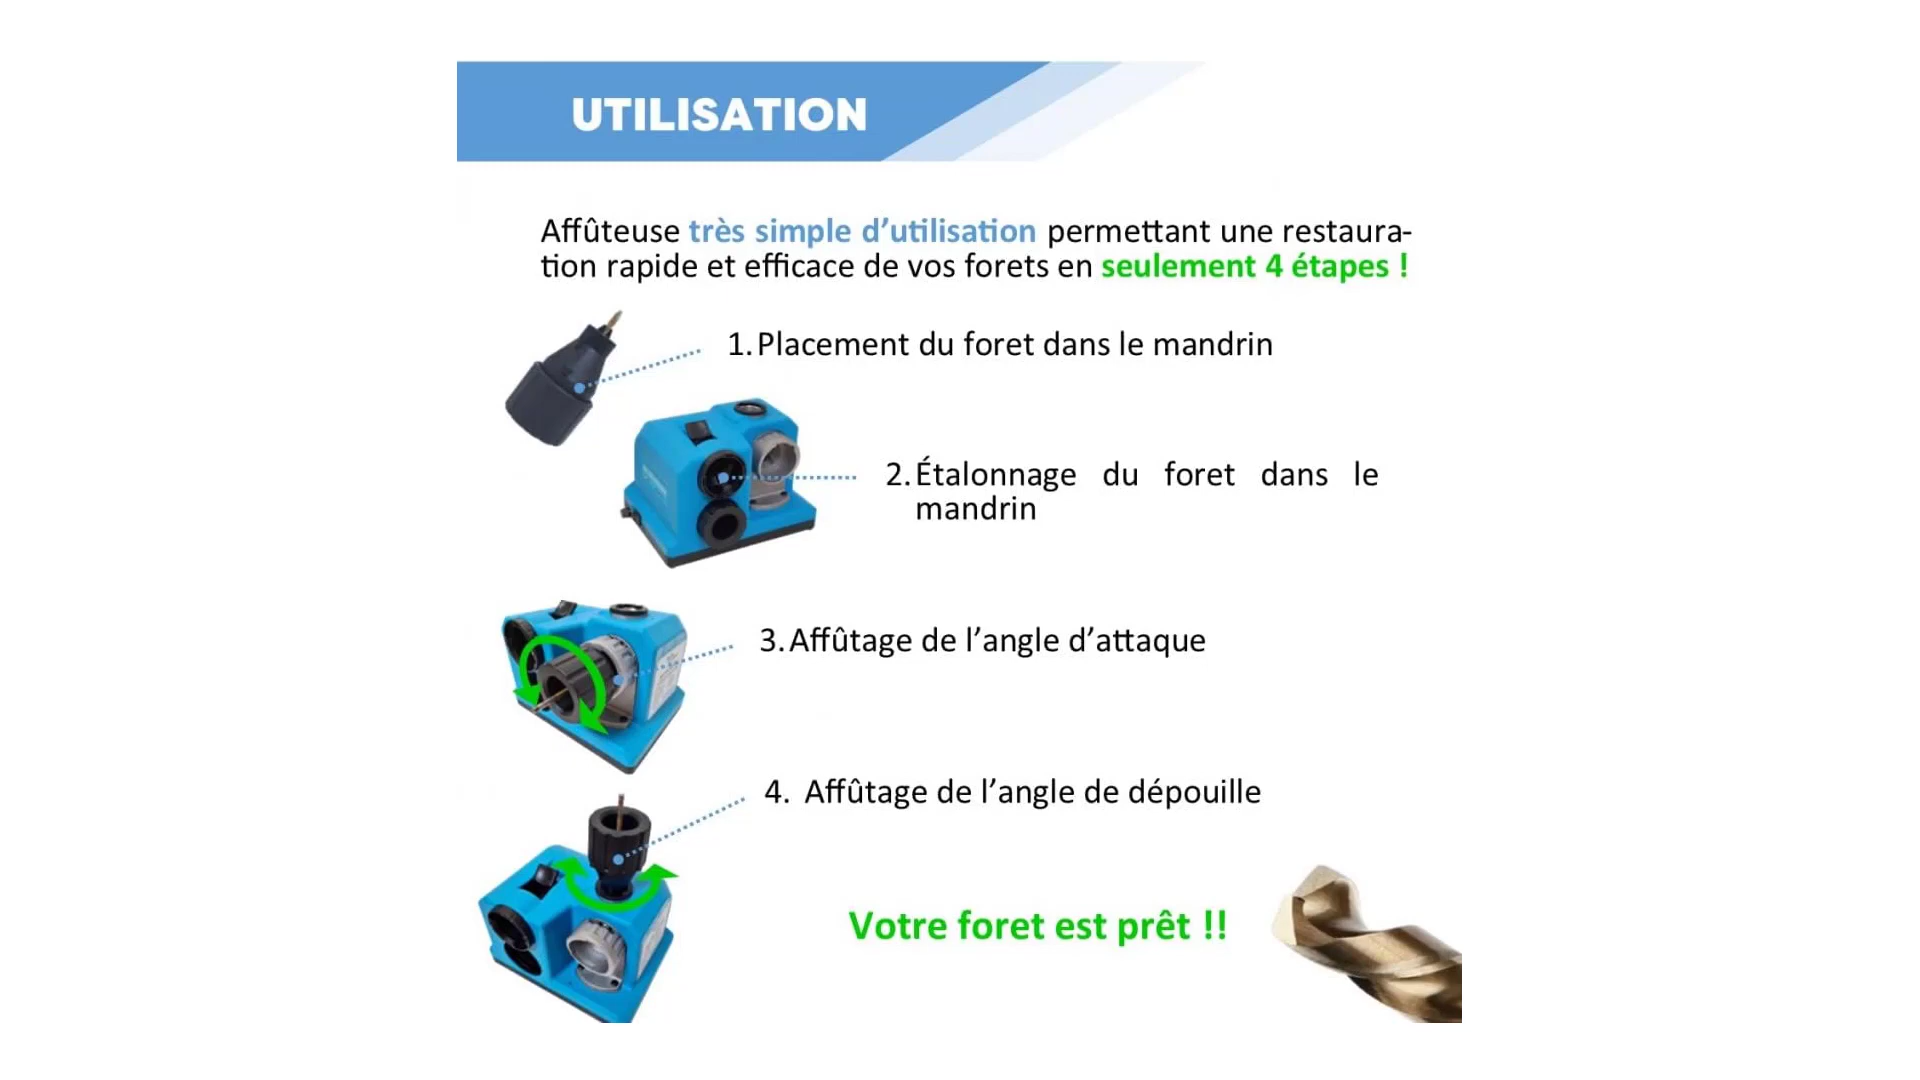 UTILISATION
Affûteuse très simple d’utilisation permettant une restaura-
tion rapide et efficace de vos forets en seulement 4 étapes !
1. Placement du foret dans le mandrin
2. Étalonnage du foret dans le
mandrin
3. Affûtage de l’angle d’attaque
4. Affûtage de l’angle de dépouille
Votre foret est prêt !!